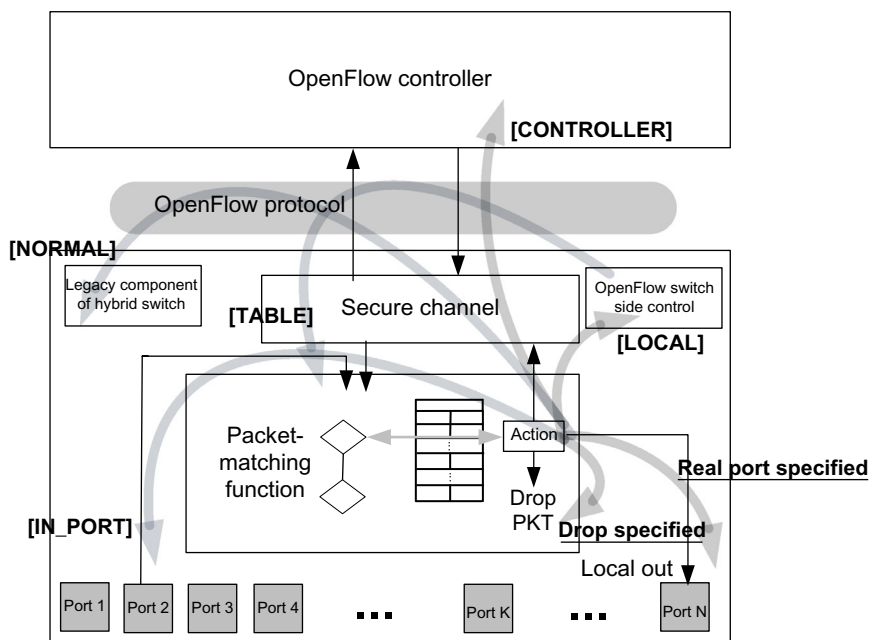 OpenFlow controller
[CONTROLLER]
OpenFlow protocol
[NORMAL]
Legacy component
of hybrid switch
[TABLE]
Secure channel
OpenFlow switch
side control
[LOCAL]
Packet-
matching
function
Action
Drop
PKT
Real port specified
Drop specified
[IN_PORT]
Local out
Port 1
Port 2
Port 3
Port 4
...
Port K
...
Port N